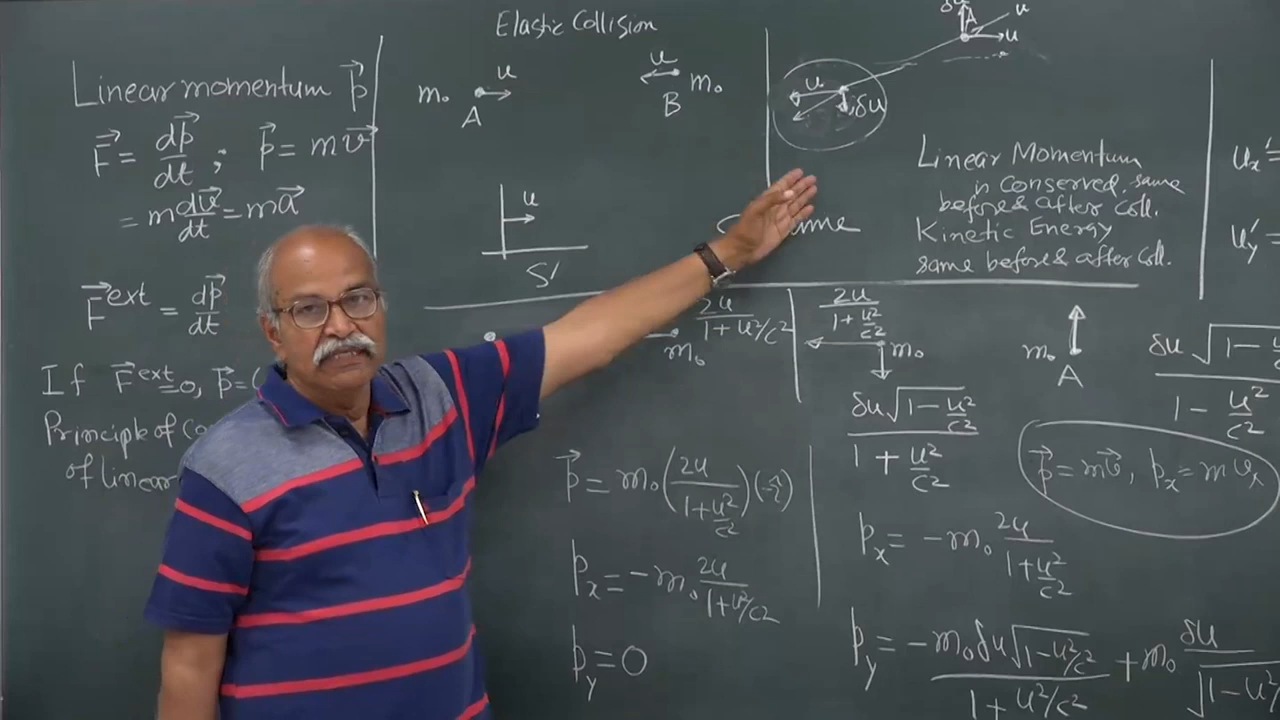 Elastic Collision
Linear momentum p⃗
F⃗ = dp⃗/dt ; p⃗ = mv⃗
= m dv⃗/dt = ma⃗
F⃗ᵉˣᵗ = dp⃗/dt
If F⃗ᵉˣᵗ=0, p⃗=
Principle of
of linear
m₀ u
A
u m₀
B
u
S′
u
δu
A
u
u
Linear Momentum
is conserved. same
before & after coll.
Kinetic Energy
same before & after coll.
uₓ′=
u_y′=
2u/(1+u²/c²)
m₀
p⃗ = m₀(2u/(1+u²/c²))(-î)
pₓ = -m₀ 2u/(1+u²/c²)
p_y = 0
2u/(1+u²/c²)
m₀
δu√(1-u²/c²)/(1+u²/c²)
m₀
A
δu√(1-
1-u²/c²
p⃗=mv⃗, pₓ=mvₓ
pₓ= -m₀ 2u/(1+u²/c²)
p_y= -m₀δu√(1-u²/c²)/(1+u²/c²) + m₀ δu/√(1-u²